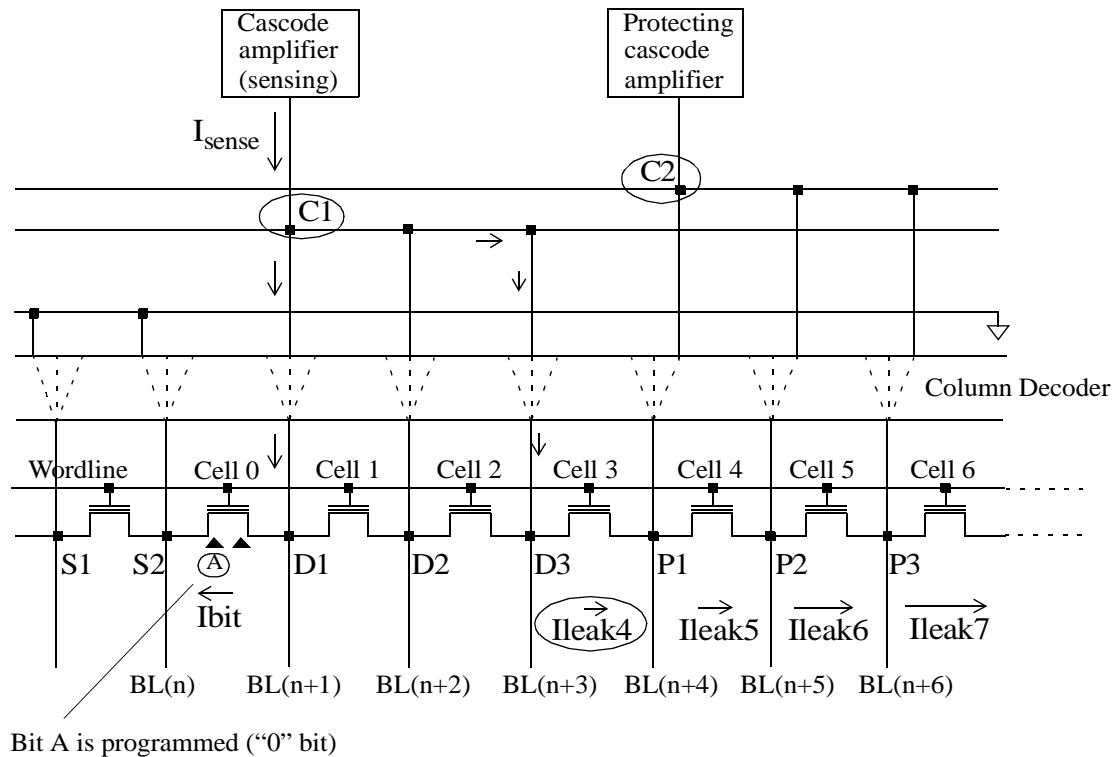 Cascode
amplifier
(sensing)
Protecting
cascode
amplifier
Isense
C2
C1
Column Decoder
Wordline
Cell 0
Cell 1
Cell 2
Cell 3
Cell 4
Cell 5
Cell 6
S1
S2
A
D1
D2
D3
P1
P2
P3
Ibit
Ileak4
Ileak5
Ileak6
Ileak7
BL(n)
BL(n+1)
BL(n+2)
BL(n+3)
BL(n+4)
BL(n+5)
BL(n+6)
Bit A is programmed (“0” bit)